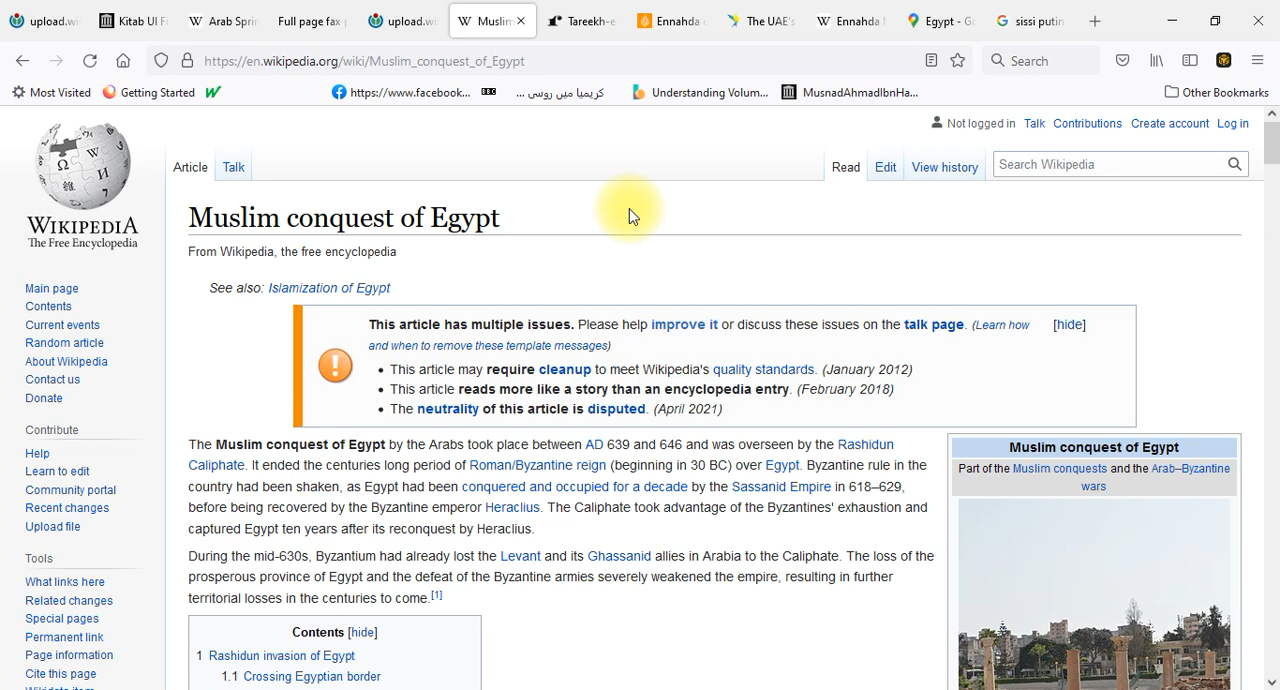 upload.wi
Kitab Ul Fi
Arab Sprin
Full page fax p
upload.wi
Muslim
Tareekh-e
Ennahda
The UAE's
Ennahda
Egypt - Go
sissi putin
https://en.wikipedia.org/wiki/Muslim_conquest_of_Egypt
Search
Most Visited
Getting Started
https://www.facebook...
BBC
کریمیا میں روسی ...
Understanding Volum...
MusnadAhmadIbnHa...
Other Bookmarks
Not logged in Talk Contributions Create account Log in
Article Talk
Read Edit View history
Search Wikipedia
WIKIPEDIA
The Free Encyclopedia
Main page
Contents
Current events
Random article
About Wikipedia
Contact us
Donate
Contribute
Help
Learn to edit
Community portal
Recent changes
Upload file
Tools
What links here
Related changes
Special pages
Permanent link
Page information
Cite this page
Wikidata item
Muslim conquest of Egypt
From Wikipedia, the free encyclopedia
See also: Islamization of Egypt
This article has multiple issues. Please help improve it or discuss these issues on the talk page. (Learn how [hide]
and when to remove these template messages)
• This article may require cleanup to meet Wikipedia's quality standards. (January 2012)
• This article reads more like a story than an encyclopedia entry. (February 2018)
• The neutrality of this article is disputed. (April 2021)
The Muslim conquest of Egypt by the Arabs took place between AD 639 and 646 and was overseen by the Rashidun
Caliphate. It ended the centuries long period of Roman/Byzantine reign (beginning in 30 BC) over Egypt. Byzantine rule in the
country had been shaken, as Egypt had been conquered and occupied for a decade by the Sassanid Empire in 618–629,
before being recovered by the Byzantine emperor Heraclius. The Caliphate took advantage of the Byzantines' exhaustion and
captured Egypt ten years after its reconquest by Heraclius.
During the mid-630s, Byzantium had already lost the Levant and its Ghassanid allies in Arabia to the Caliphate. The loss of the
prosperous province of Egypt and the defeat of the Byzantine armies severely weakened the empire, resulting in further
territorial losses in the centuries to come.[1]
Contents [hide]
1 Rashidun invasion of Egypt
1.1 Crossing Egyptian border
Muslim conquest of Egypt
Part of the Muslim conquests and the Arab–Byzantine
wars